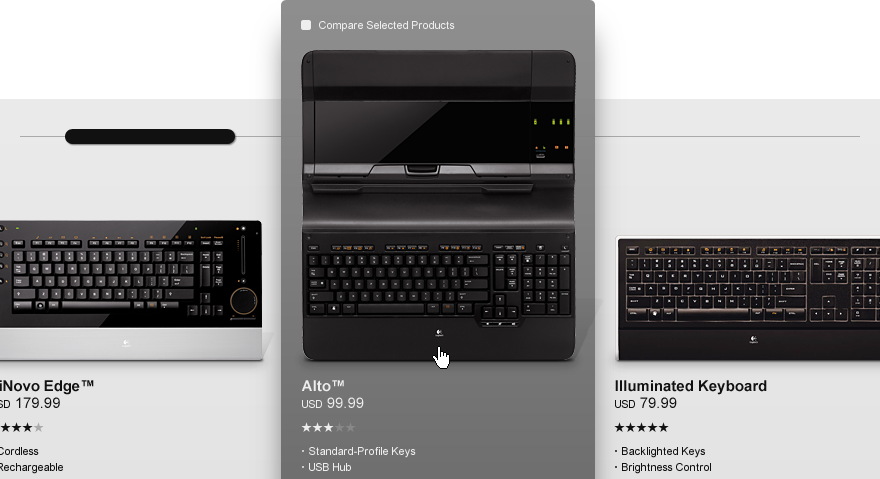 Compare Selected Products
iNovo Edge™
SD 179.99
Cordless
Rechargeable
Alto™
USD 99.99
· Standard-Profile Keys
· USB Hub
Illuminated Keyboard
USD 79.99
· Backlighted Keys
· Brightness Control